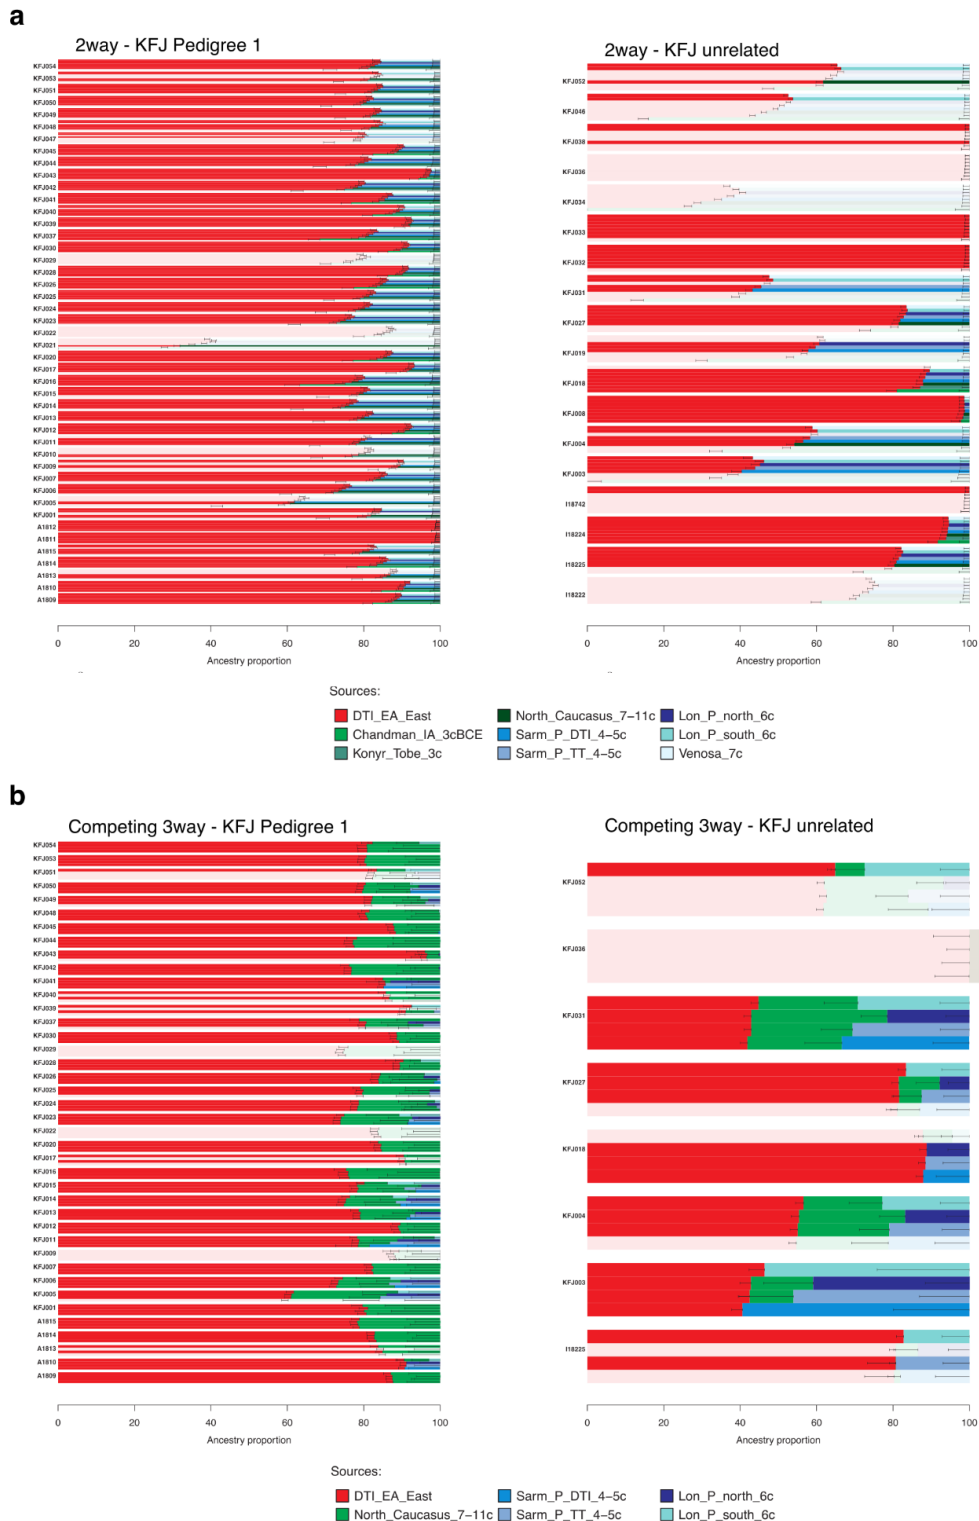 a
2way - KFJ Pedigree 1
KFJ054
KFJ053
KFJ051
KFJ050
KFJ049
KFJ048
KFJ047
KFJ045
KFJ044
KFJ043
KFJ042
KFJ041
KFJ040
KFJ039
KFJ037
KFJ030
KFJ029
KFJ028
KFJ026
KFJ025
KFJ024
KFJ023
KFJ022
KFJ021
KFJ020
KFJ017
KFJ016
KFJ015
KFJ014
KFJ013
KFJ012
KFJ011
KFJ010
KFJ009
KFJ007
KFJ006
KFJ005
KFJ001
A1812
A1811
A1815
A1814
A1813
A1810
A1809
0 20 40 60 80 100
Ancestry proportion
2way - KFJ unrelated
KFJ052
KFJ046
KFJ038
KFJ036
KFJ034
KFJ033
KFJ032
KFJ031
KFJ027
KFJ019
KFJ018
KFJ008
KFJ004
KFJ003
I18742
I18224
I18225
I18222
0 20 40 60 80 100
Ancestry proportion
Sources:
DTI_EA_East North_Caucasus_7−11c Lon_P_north_6c
Chandman_IA_3cBCE Sarm_P_DTI_4−5c Lon_P_south_6c
Konyr_Tobe_3c Sarm_P_TT_4−5c Venosa_7c
b
Competing 3way - KFJ Pedigree 1
KFJ054
KFJ053
KFJ051
KFJ050
KFJ049
KFJ048
KFJ045
KFJ044
KFJ043
KFJ042
KFJ041
KFJ040
KFJ039
KFJ037
KFJ030
KFJ029
KFJ028
KFJ026
KFJ025
KFJ024
KFJ023
KFJ022
KFJ020
KFJ017
KFJ016
KFJ015
KFJ014
KFJ013
KFJ012
KFJ011
KFJ009
KFJ007
KFJ006
KFJ005
KFJ001
A1815
A1814
A1813
A1810
A1809
0 20 40 60 80 100
Ancestry proportion
Competing 3way - KFJ unrelated
KFJ052
KFJ036
KFJ031
KFJ027
KFJ018
KFJ004
KFJ003
I18225
0 20 40 60 80 100
Ancestry proportion
Sources:
DTI_EA_East Sarm_P_DTI_4−5c Lon_P_north_6c
North_Caucasus_7−11c Sarm_P_TT_4−5c Lon_P_south_6c